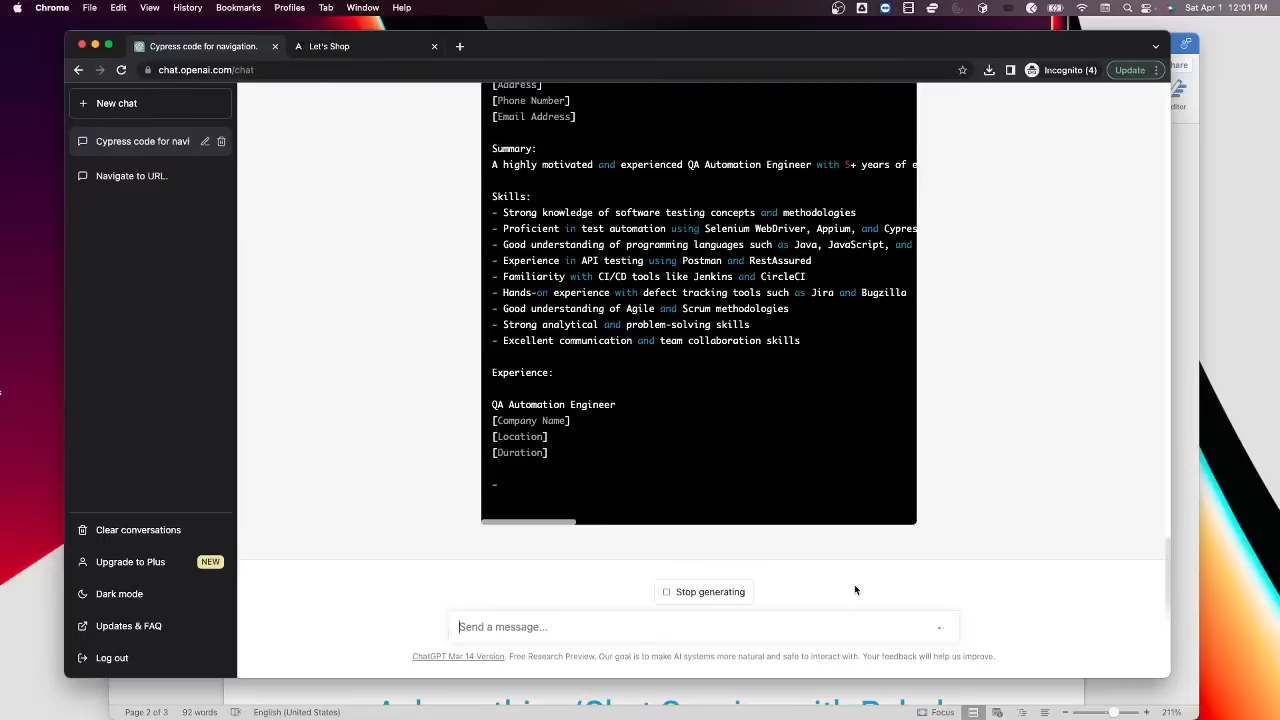 Chrome File Edit View History Bookmarks Profiles Tab Window Help
Sat Apr 1 12:01 PM
Cypress code for navigation.
Let's Shop
chat.openai.com/chat
Incognito (4)
Update
hare
ditor
New chat
Cypress code for navi
Navigate to URL.
Clear conversations
Upgrade to Plus NEW
Dark mode
Updates & FAQ
Log out
[Address]
[Phone Number]
[Email Address]
Summary:
A highly motivated and experienced QA Automation Engineer with 5+ years of e
Skills:
- Strong knowledge of software testing concepts and methodologies
- Proficient in test automation using Selenium WebDriver, Appium, and Cypres
- Good understanding of programming languages such as Java, JavaScript, and
- Experience in API testing using Postman and RestAssured
- Familiarity with CI/CD tools like Jenkins and CircleCI
- Hands-on experience with defect tracking tools such as Jira and Bugzilla
- Good understanding of Agile and Scrum methodologies
- Strong analytical and problem-solving skills
- Excellent communication and team collaboration skills
Experience:
QA Automation Engineer
[Company Name]
[Location]
[Duration]
-
Stop generating
Send a message...
ChatGPT Mar 14 Version. Free Research Preview. Our goal is to make AI systems more natural and safe to interact with. Your feedback will help us improve.
Page 2 of 3 92 words English (United States)
Focus
211%